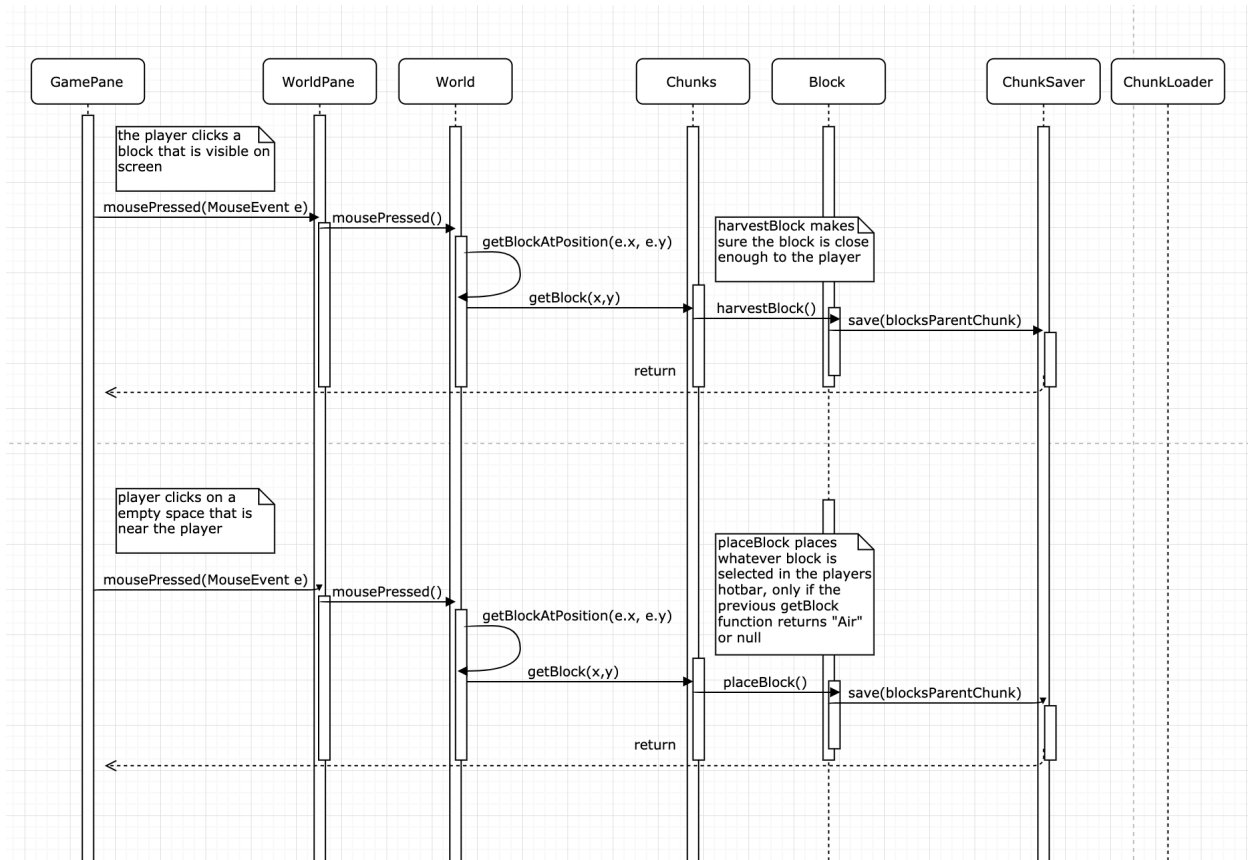 GamePane
WorldPane
World
Chunks
Block
ChunkSaver
ChunkLoader
the player clicks a
block that is visible on
screen
mousePressed(MouseEvent e)
mousePressed()
getBlockAtPosition(e.x, e.y)
harvestBlock makes
sure the block is close
enough to the player
getBlock(x,y)
harvestBlock()
save(blocksParentChunk)
return
player clicks on a
empty space that is
near the player
placeBlock places
whatever block is
selected in the players
hotbar, only if the
previous getBlock
function returns "Air"
or null
mousePressed(MouseEvent e)
mousePressed()
getBlockAtPosition(e.x, e.y)
getBlock(x,y)
placeBlock()
save(blocksParentChunk)
return